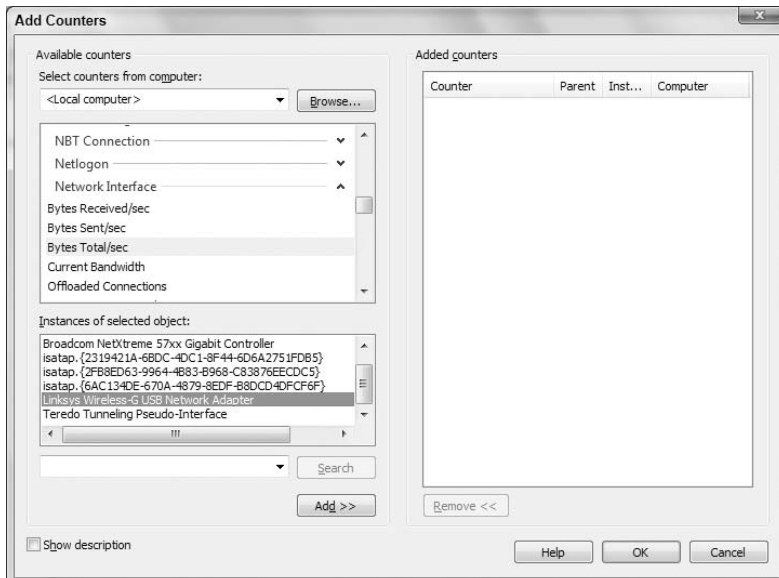 Add Counters
Available counters
Select counters from computer:
<Local computer>
Browse...
NBT Connection
Netlogon
Network Interface
Bytes Received/sec
Bytes Sent/sec
Bytes Total/sec
Current Bandwidth
Offloaded Connections
Instances of selected object:
Broadcom NetXtreme 57xx Gigabit Controller
isatap.{2319421A-6BDC-4DC1-8F44-6D6A2751FDB5}
isatap.{2FB8ED63-9964-4B83-B968-C83876EECDC5}
isatap.{6AC134DE-670A-4879-8EDF-B8DCD4DFCF6F}
Linksys Wireless-G USB Network Adapter
Teredo Tunneling Pseudo-Interface
Search
Add >>
Show description
Added counters
Counter Parent Inst... Computer
Remove <<
Help OK Cancel